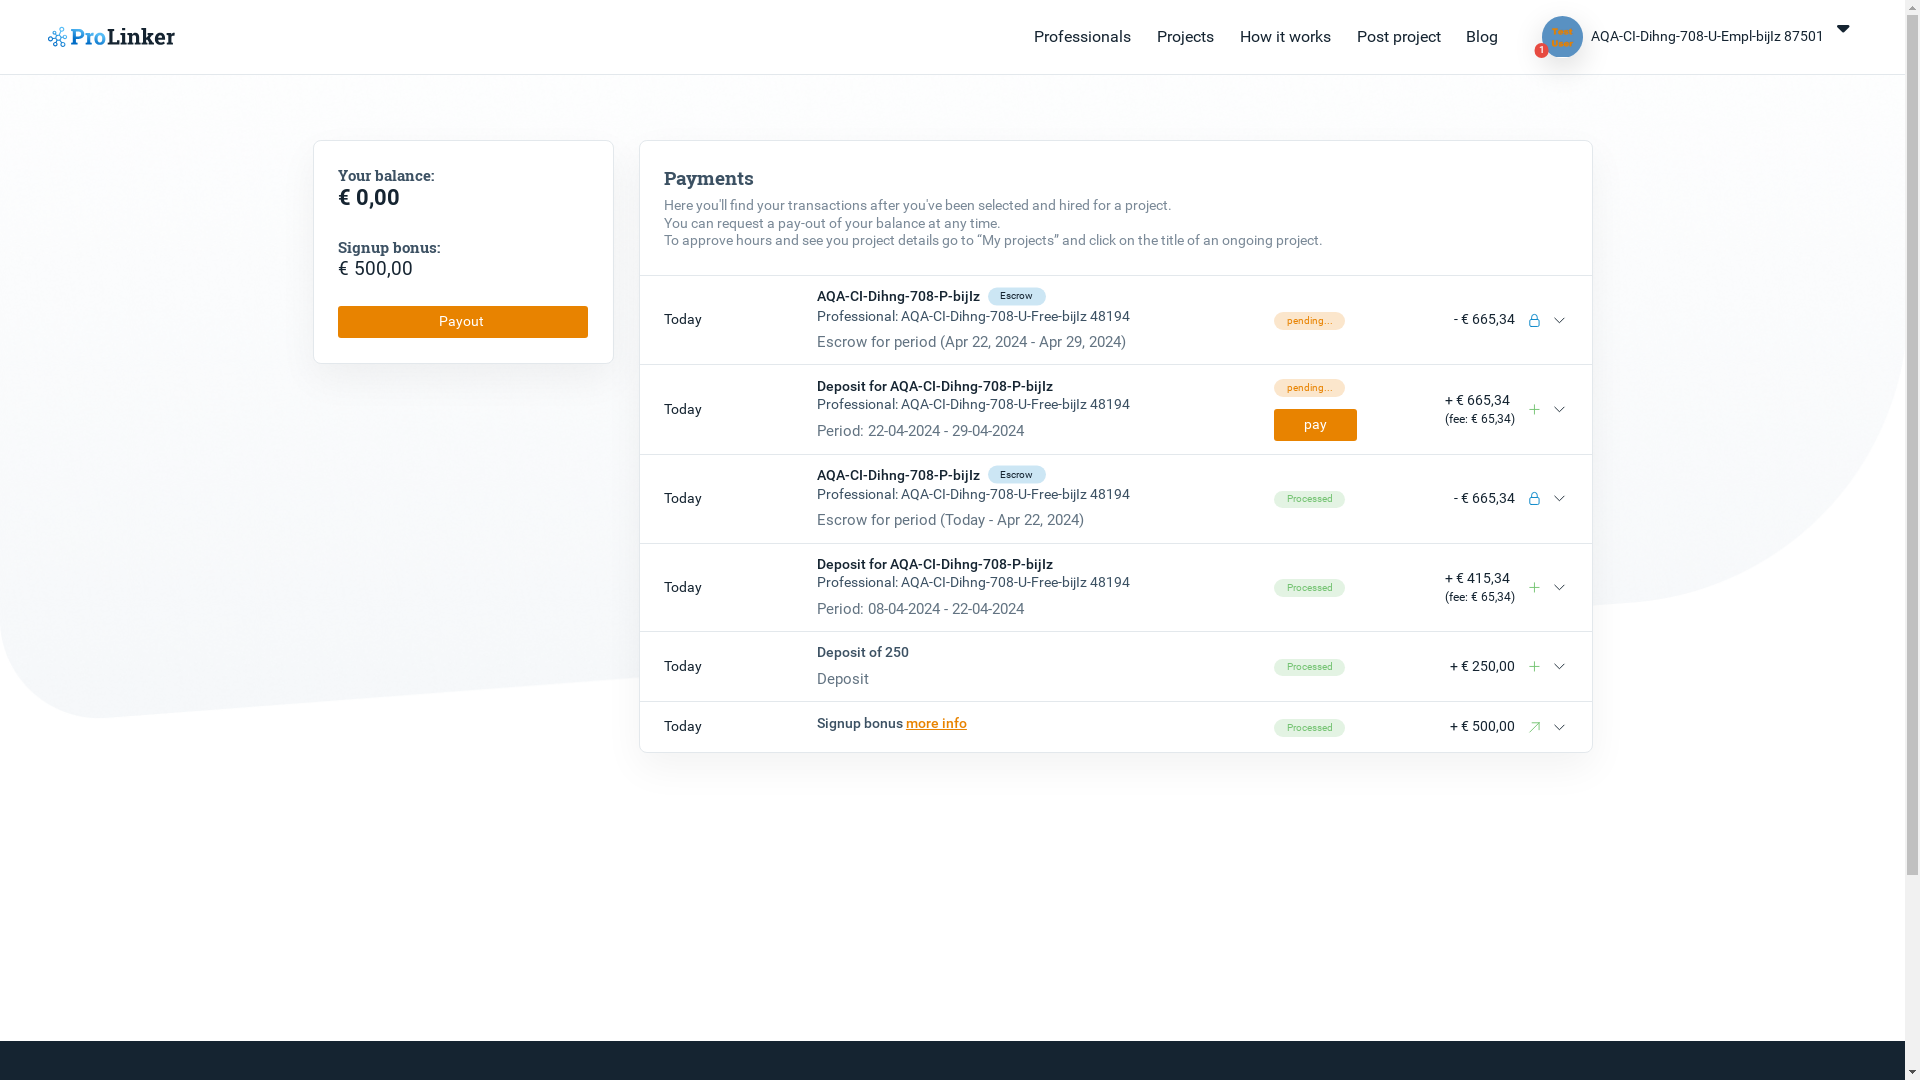 ProLinker
Professionals Projects How it works Post project Blog
1
AQA-CI-Dihng-708-U-Empl-bijIz 87501
Your balance:
€ 0,00
Signup bonus:
€ 500,00
Payout
Payments
Here you'll find your transactions after you've been selected and hired for a project.
You can request a pay-out of your balance at any time.
To approve hours and see you project details go to “My projects” and click on the title of an ongoing project.
Today
AQA-CI-Dihng-708-P-bijIz Escrow
Professional: AQA-CI-Dihng-708-U-Free-bijIz 48194
Escrow for period (Apr 22, 2024 - Apr 29, 2024)
pending...
- € 665,34
Today
Deposit for AQA-CI-Dihng-708-P-bijIz
Professional: AQA-CI-Dihng-708-U-Free-bijIz 48194
Period: 22-04-2024 - 29-04-2024
pending...
pay
+ € 665,34
(fee: € 65,34)
Today
AQA-CI-Dihng-708-P-bijIz Escrow
Professional: AQA-CI-Dihng-708-U-Free-bijIz 48194
Escrow for period (Today - Apr 22, 2024)
Processed
- € 665,34
Today
Deposit for AQA-CI-Dihng-708-P-bijIz
Professional: AQA-CI-Dihng-708-U-Free-bijIz 48194
Period: 08-04-2024 - 22-04-2024
Processed
+ € 415,34
(fee: € 65,34)
Today
Deposit of 250
Deposit
Processed
+ € 250,00
Today
Signup bonus more info
Processed
+ € 500,00